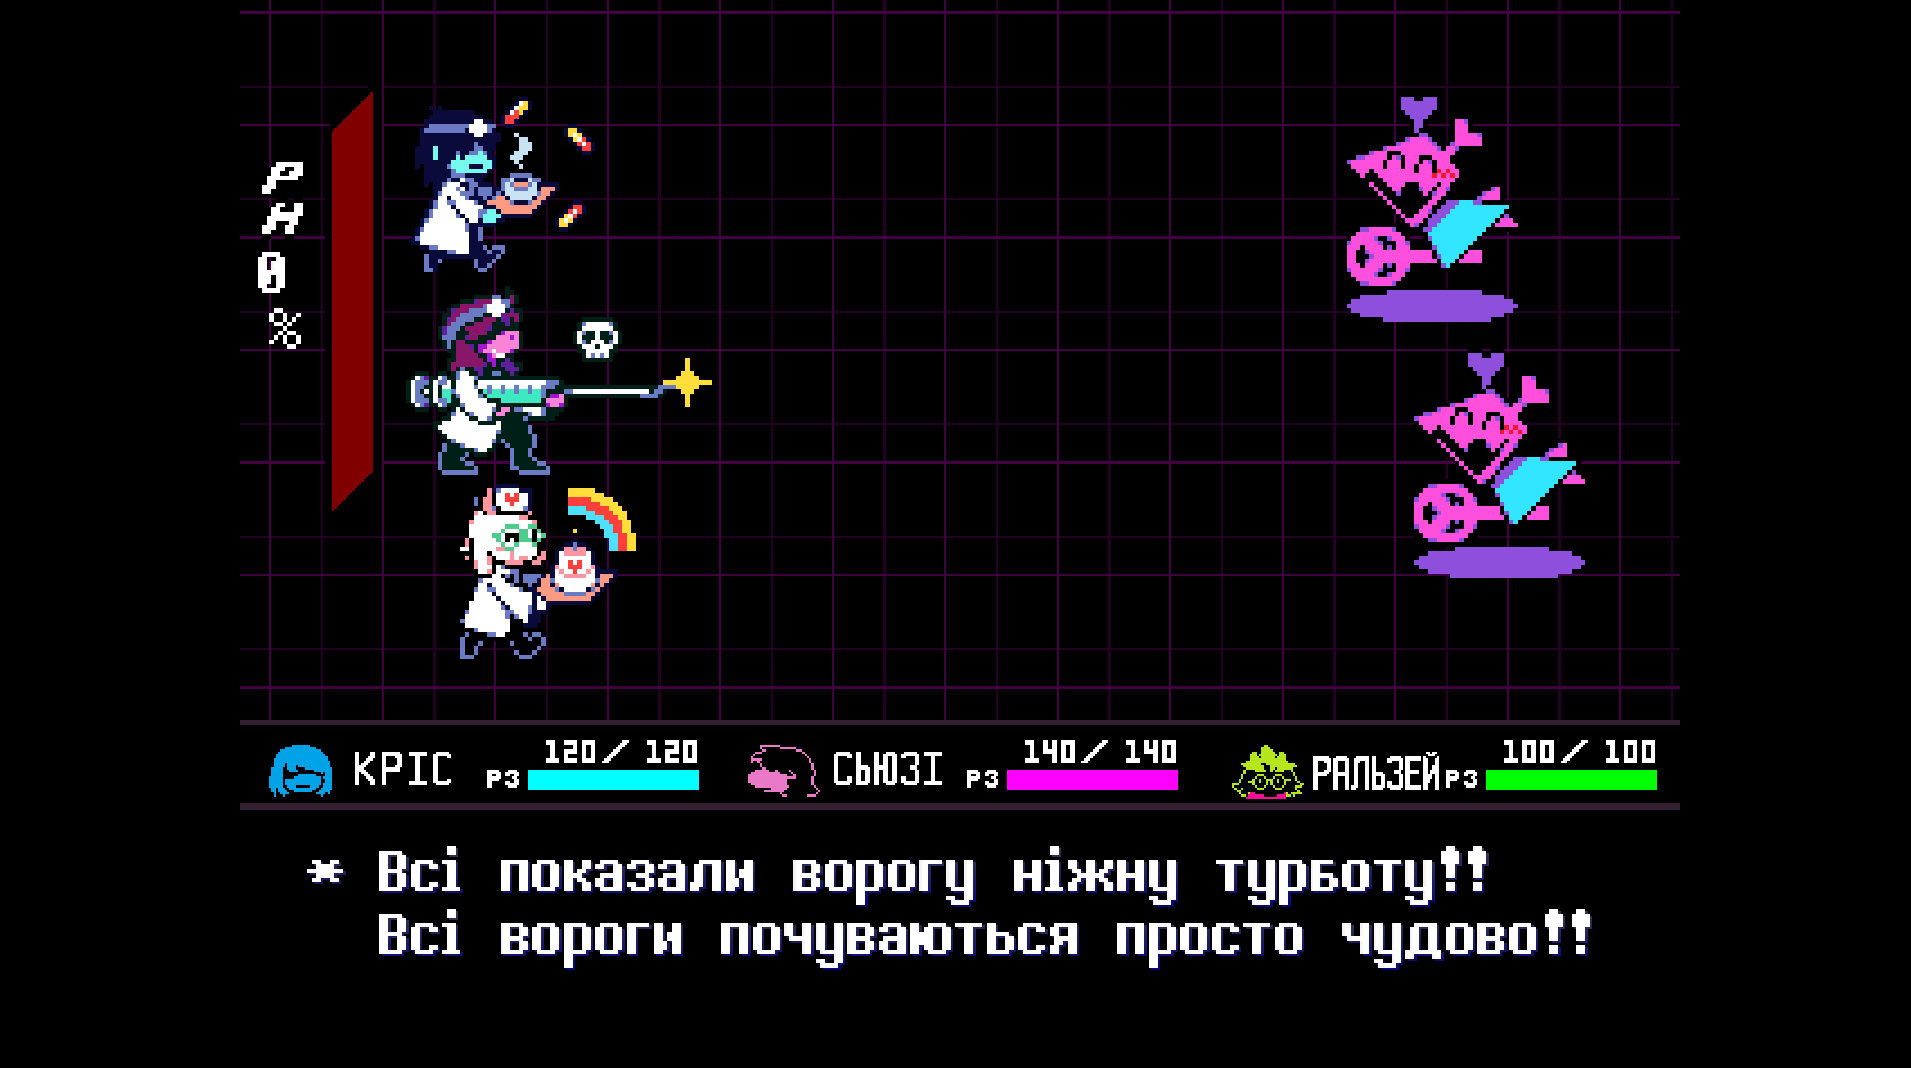 РН
0
%
КРІС РЗ 120/ 120
СЬЮЗІ РЗ 140/ 140
РАЛЬЗЕЙ РЗ 100/ 100
* Всі показали ворогу ніжну турботу!!
Всі вороги почуваються просто чудово!!